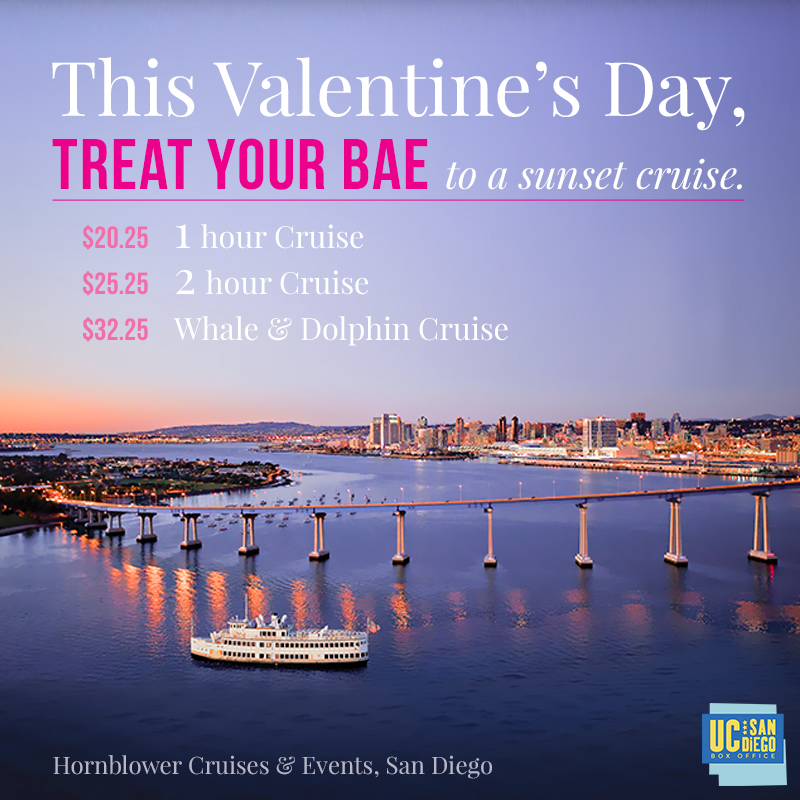 This Valentine’s Day,
TREAT YOUR BAE to a sunset cruise.
$20.25 1 hour Cruise
$25.25 2 hour Cruise
$32.25 Whale & Dolphin Cruise
UC SAN DIEGO
BOX OFFICE
Hornblower Cruises & Events, San Diego